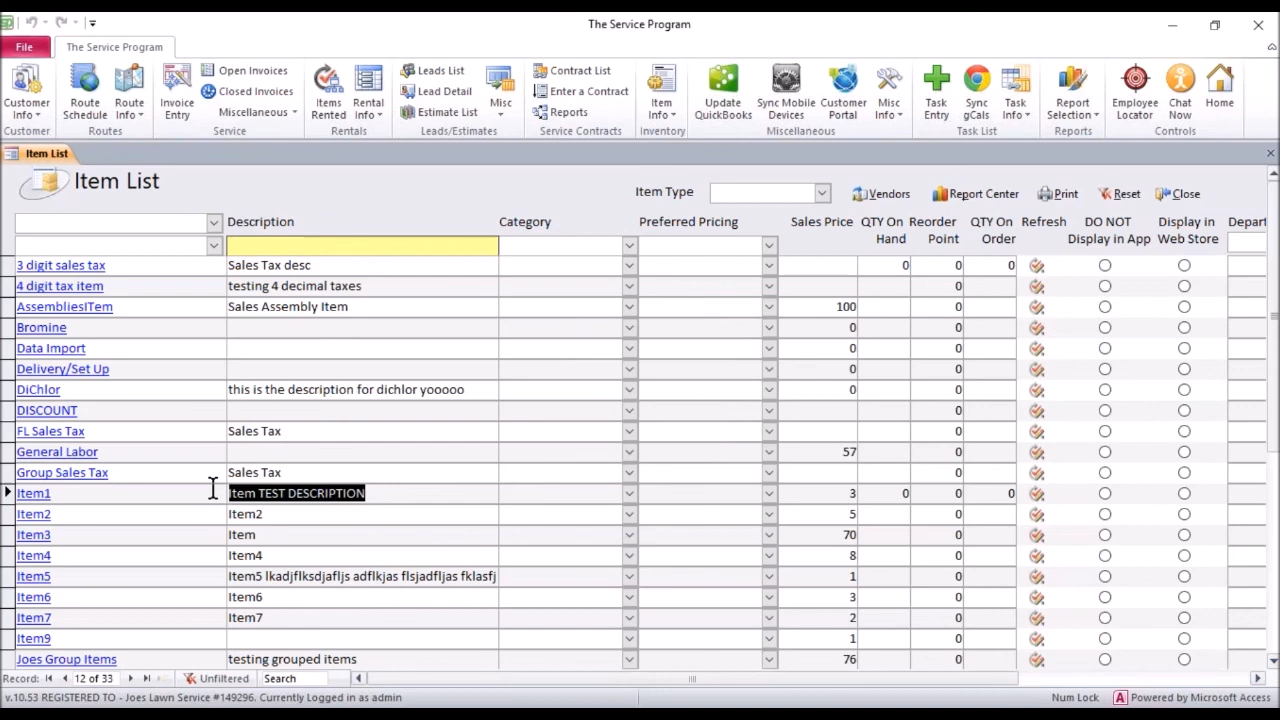 The Service Program
File The Service Program
Customer Info Route Schedule Route Info Invoice Entry Open Invoices Closed Invoices Miscellaneous Items Rented Rental Info Leads List Lead Detail Estimate List Misc Contract List Enter a Contract Reports Item Info Update QuickBooks Sync Mobile Devices Customer Portal Misc Info Task Entry Sync gCals Task Info Report Selection Employee Locator Chat Now Home
Customer Routes Service Rentals Leads/Estimates Service Contracts Inventory Miscellaneous Task List Reports Controls
Item List
Item List Item Type Vendors Report Center Print Reset Close
Description Category Preferred Pricing Sales Price QTY On Hand Reorder Point QTY On Order Refresh DO NOT Display in App Display in Web Store Depart
3 digit sales tax Sales Tax desc 0 0 0
4 digit tax item testing 4 decimal taxes 0
AssembliesITem Sales Assembly Item 100 0
Bromine 0 0
Data Import 0 0
Delivery/Set Up 0 0
DiChlor this is the description for dichlor yooooo 0 0
DISCOUNT 0
FL Sales Tax Sales Tax 0
General Labor 57 0
Group Sales Tax Sales Tax 0
Item1 Item TEST DESCRIPTION 3 0 0 0
Item2 Item2 5 0
Item3 Item 70 0
Item4 Item4 8 0
Item5 Item5 lkadjflksdjafljs adflkjas flsjadfljas fklasfj 1 0
Item6 Item6 3 0
Item7 Item7 2 0
Item9 1 0
Joes Group Items testing grouped items 76 0
Record: 12 of 33 Unfiltered Search
v.10.53 REGISTERED TO - Joes Lawn Service #149296. Currently Logged in as admin Num Lock Powered by Microsoft Access